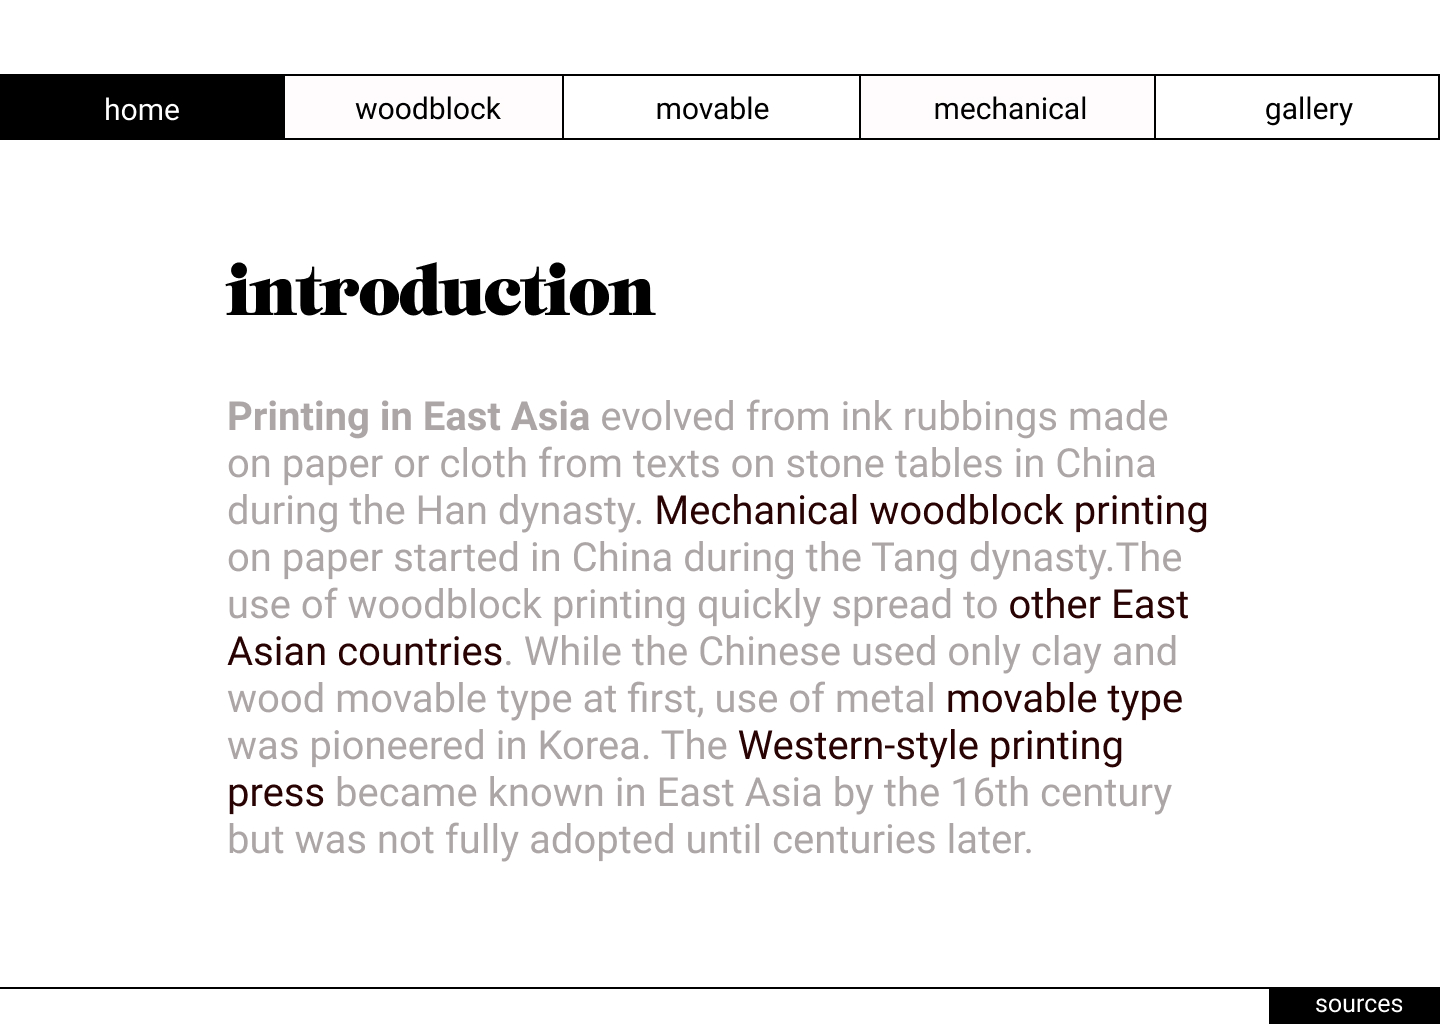 home
woodblock
movable
mechanical
gallery
introduction
Printing in East Asia evolved from ink rubbings made
on paper or cloth from texts on stone tables in China
during the Han dynasty. Mechanical woodblock printing
on paper started in China during the Tang dynasty.The
use of woodblock printing quickly spread to other East
Asian countries. While the Chinese used only clay and
wood movable type at first, use of metal movable type
was pioneered in Korea. The Western-style printing
press became known in East Asia by the 16th century
but was not fully adopted until centuries later.
sources